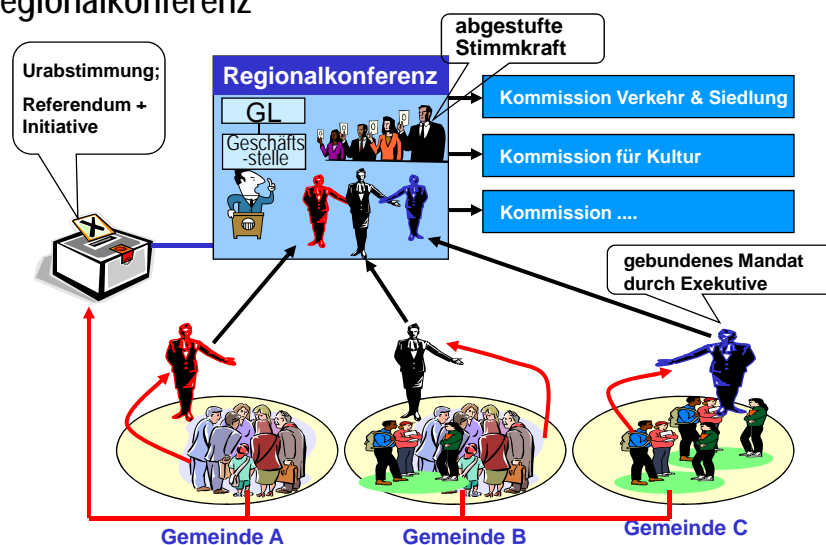 egionalkonferenz
abgestufte
Stimmkraft
Urabstimmung;
Referendum +
Initiative
Regionalkonferenz
GL
Geschäfts
-stelle
Kommission Verkehr & Siedlung
Kommission für Kultur
Kommission ....
gebundenes Mandat
durch Exekutive
Gemeinde A
Gemeinde B
Gemeinde C